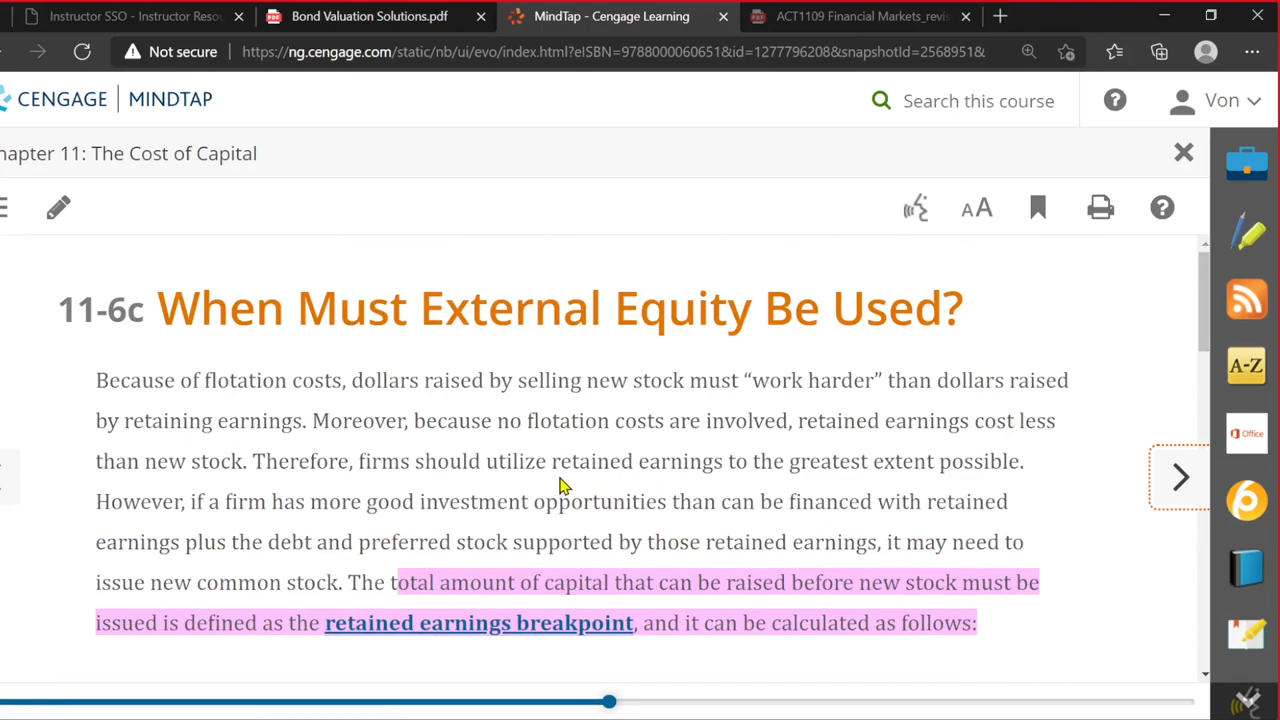 Instructor SSO - Instructor Resou
Bond Valuation Solutions.pdf
MindTap - Cengage Learning
ACT1109 Financial Markets_revis
Not secure
https://ng.cengage.com/static/nb/ui/evo/index.html?eISBN=9788000060651&id=1277796208&snapshotId=2568951&
CENGAGE | MINDTAP
Search this course
Von
hapter 11: The Cost of Capital
AA
11-6c When Must External Equity Be Used?
Because of flotation costs, dollars raised by selling new stock must “work harder” than dollars raised
by retaining earnings. Moreover, because no flotation costs are involved, retained earnings cost less
than new stock. Therefore, firms should utilize retained earnings to the greatest extent possible.
However, if a firm has more good investment opportunities than can be financed with retained
earnings plus the debt and preferred stock supported by those retained earnings, it may need to
issue new common stock. The total amount of capital that can be raised before new stock must be
issued is defined as the retained earnings breakpoint, and it can be calculated as follows:
A-Z
Office